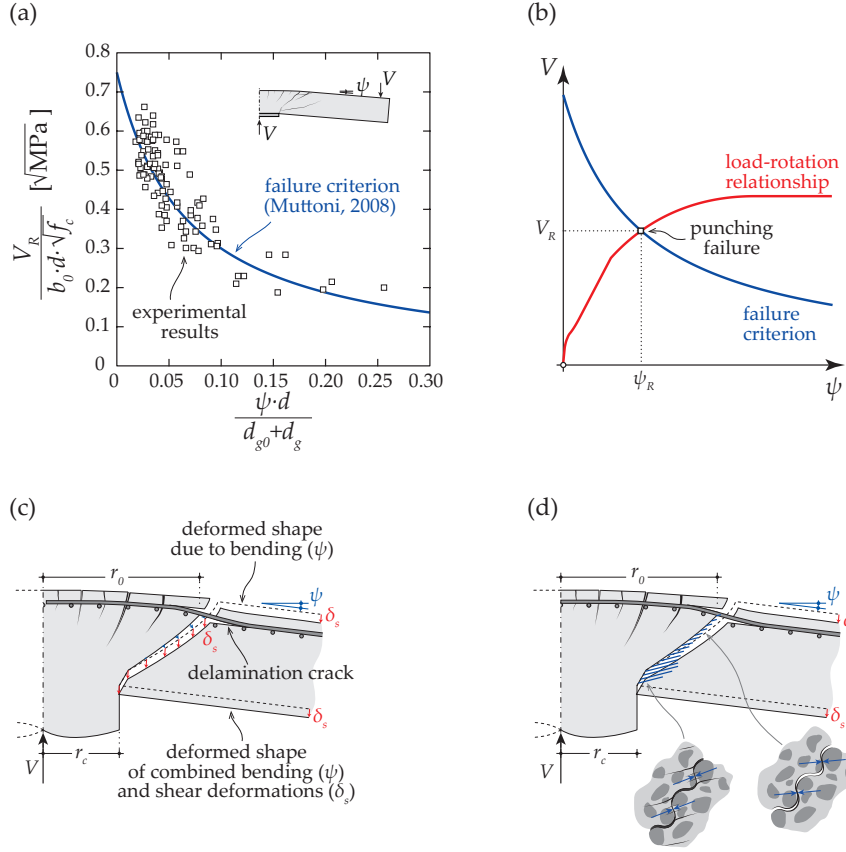 (a)
0.8
0.7
0.6
0.5
0.4
0.3
0.2
0.1
0
V_R
b_0·d·√f_c
[√MPa]
ψ
V
V
failure criterion
(Muttoni, 2008)
experimental
results
0
0.05
0.10
0.15
0.20
0.25
0.30
ψ·d
d_{g0}+d_g
(b)
V
load-rotation
relationship
V_R
punching
failure
failure
criterion
ψ_R
ψ
(c)
deformed shape
due to bending (ψ)
r_0
ψ
δ_s
δ_s
delamination crack
δ_s
r_c
V
deformed shape
of combined bending (ψ)
and shear deformations (δ_s)
(d)
r_0
ψ
r_c
V